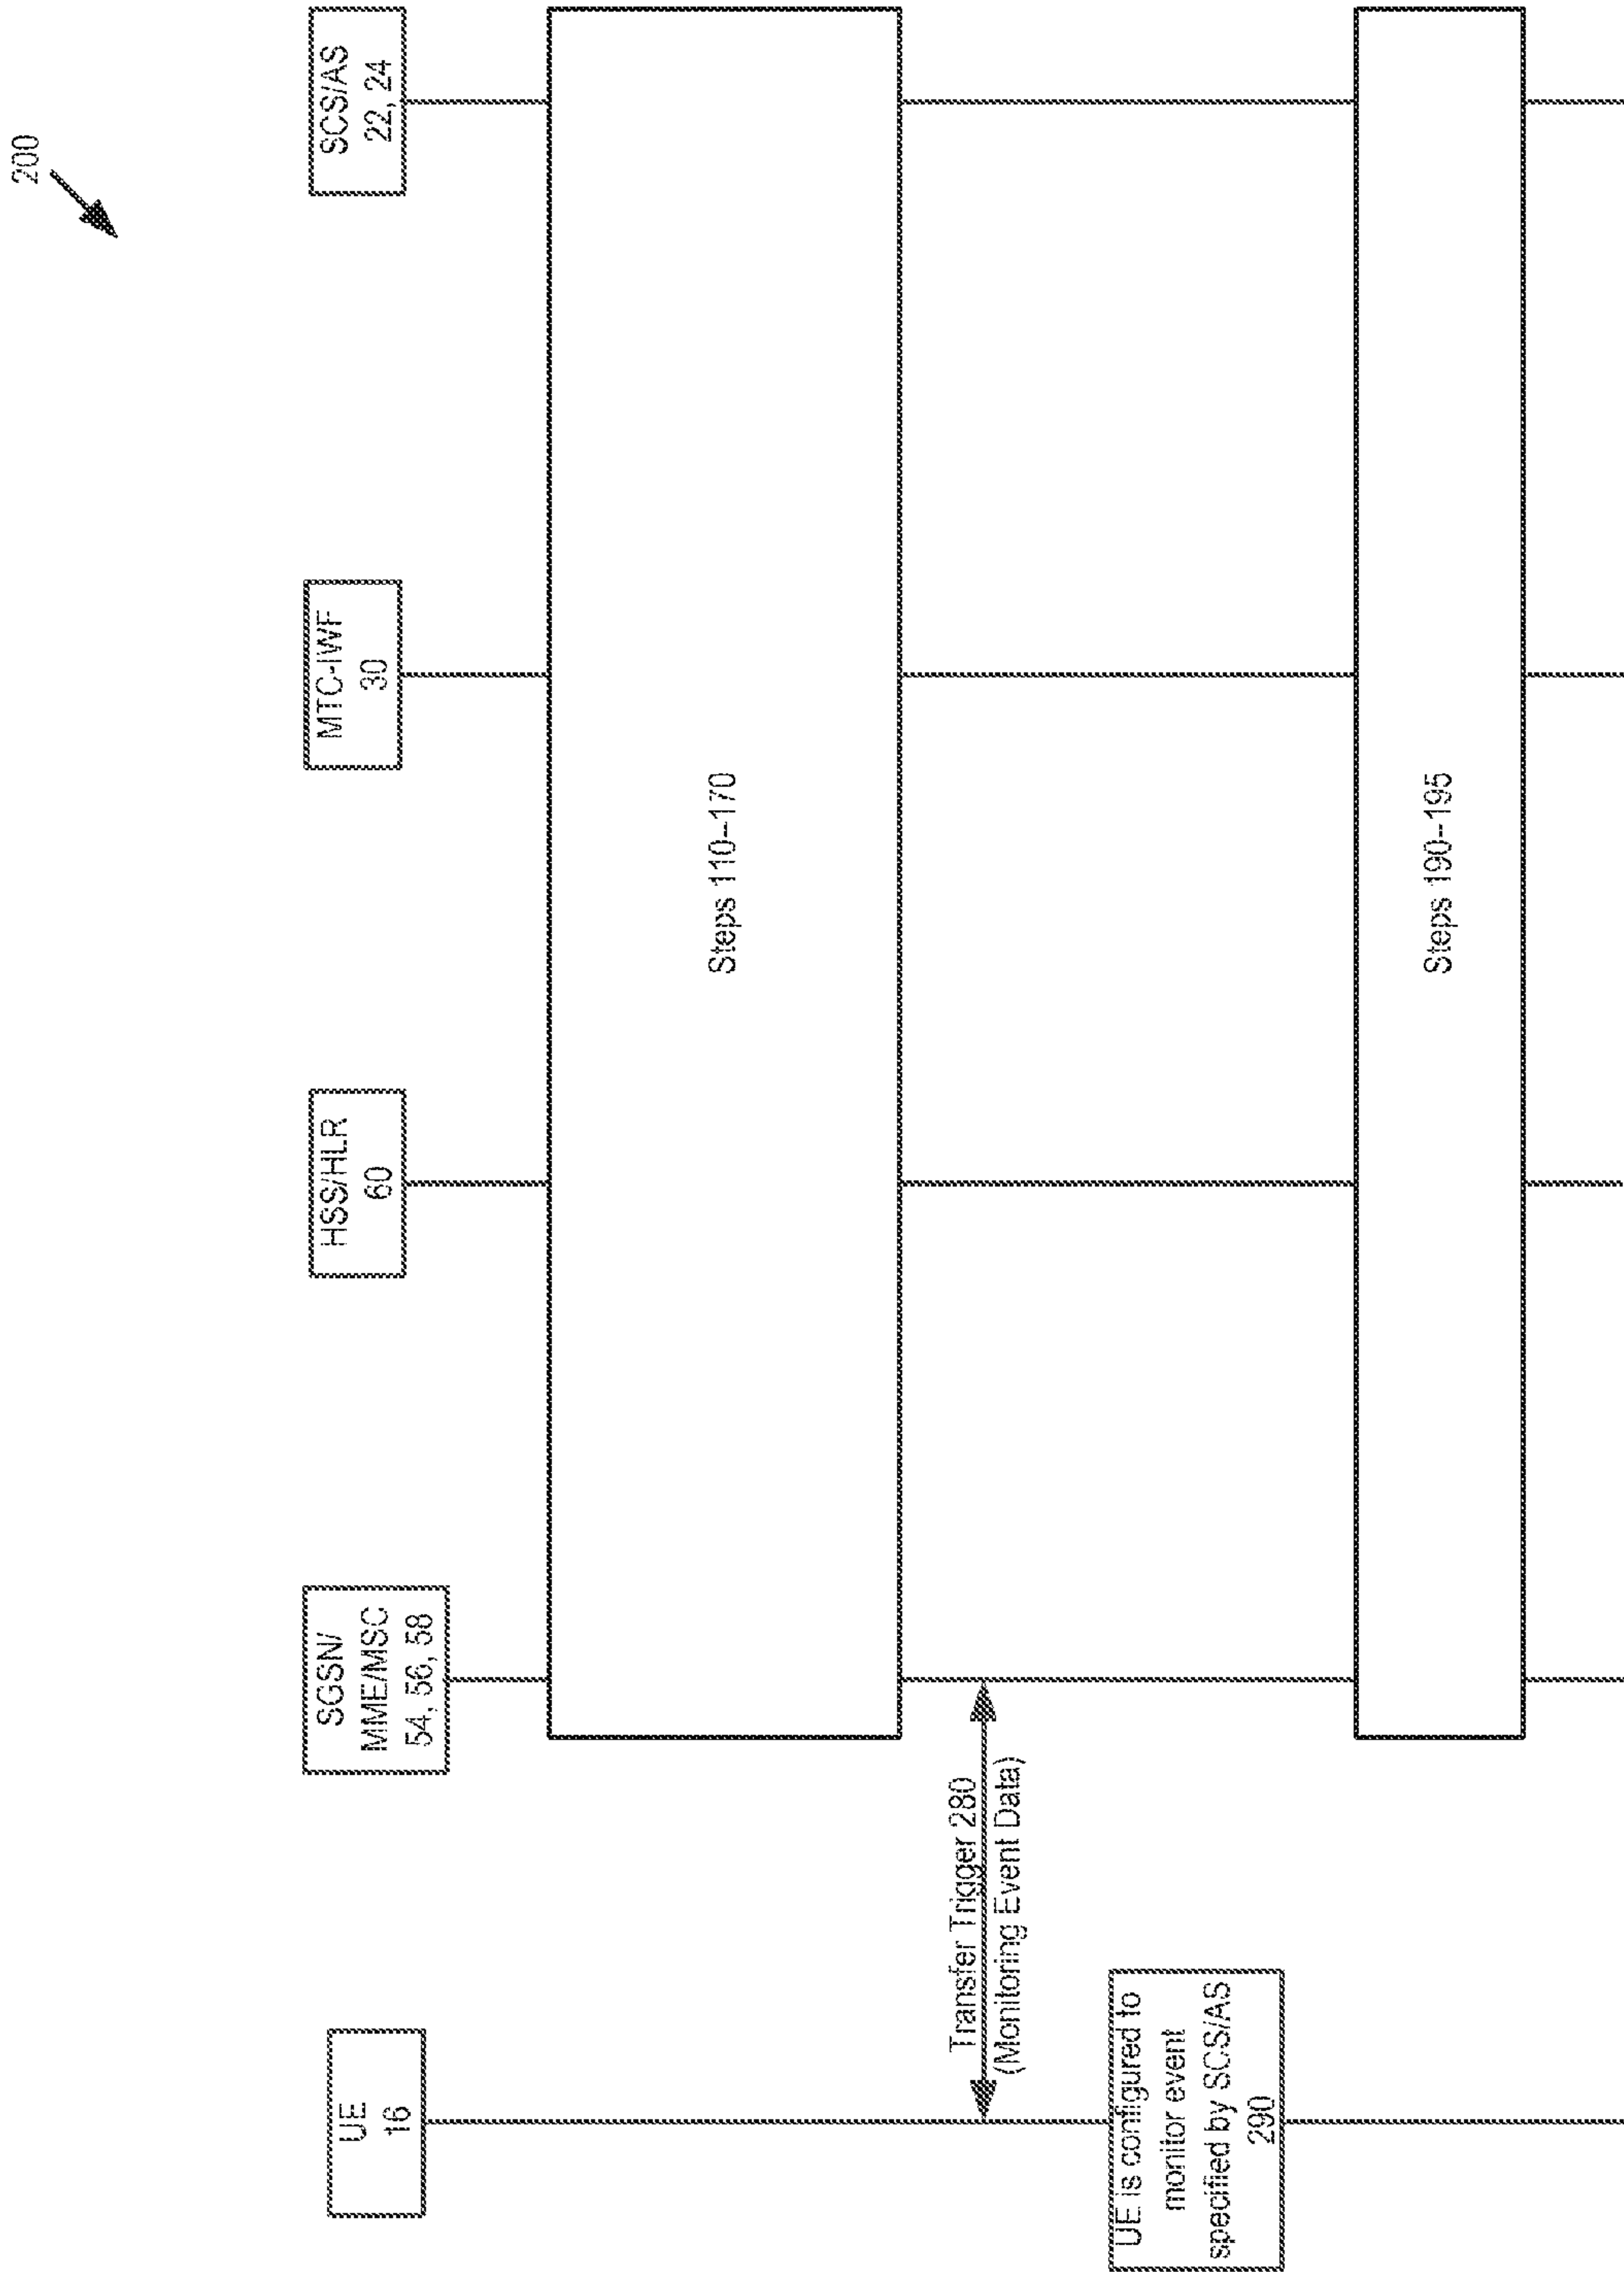 200
UE
16
SGSN/
MME/MSC
54, 56, 58
HSS/HLR
60
MTC-IWF
30
SCS/AS
22, 24
Steps 110-170
Transfer Trigger 280
(Monitoring Event Data)
UE is configured to
monitor event
specified by SCS/AS
290
Steps 190-195